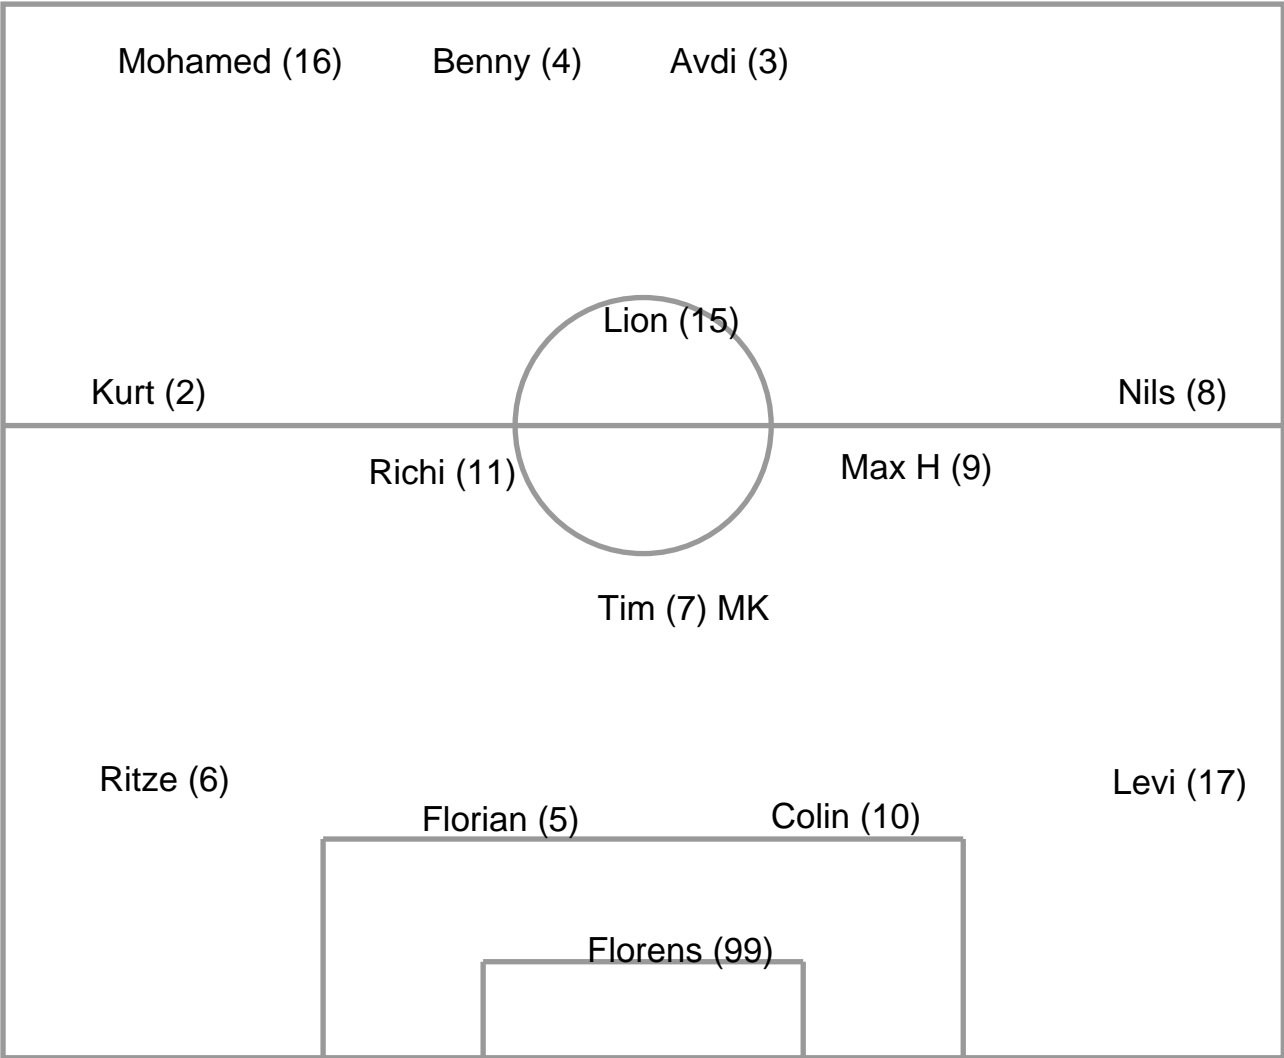 Mohamed (16) Benny (4) Avdi (3)
Lion (15)
Kurt (2) Nils (8)
Richi (11) Max H (9)
Tim (7) MK
Ritze (6) Levi (17)
Florian (5) Colin (10)
Florens (99)